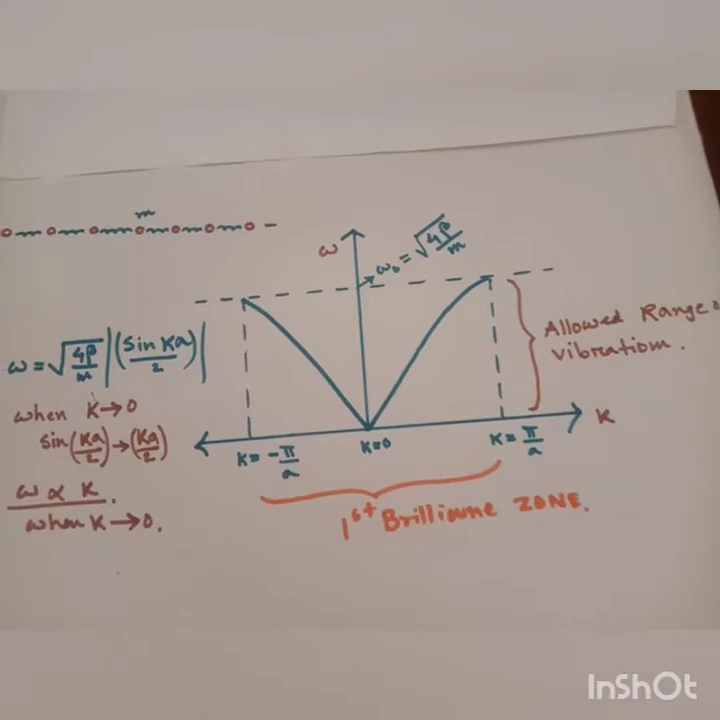 m
ω
ω₀ = √(4β/m)
ω = √(4β/m) |(sin Ka)/2|
Allowed Range
vibration.
when K→0
sin(Ka/2)→(Ka/2)
ω ∝ K.
when K→0.
K
K = -π/a
K=0
K = π/a
1st Brilloune ZONE.
InShOt